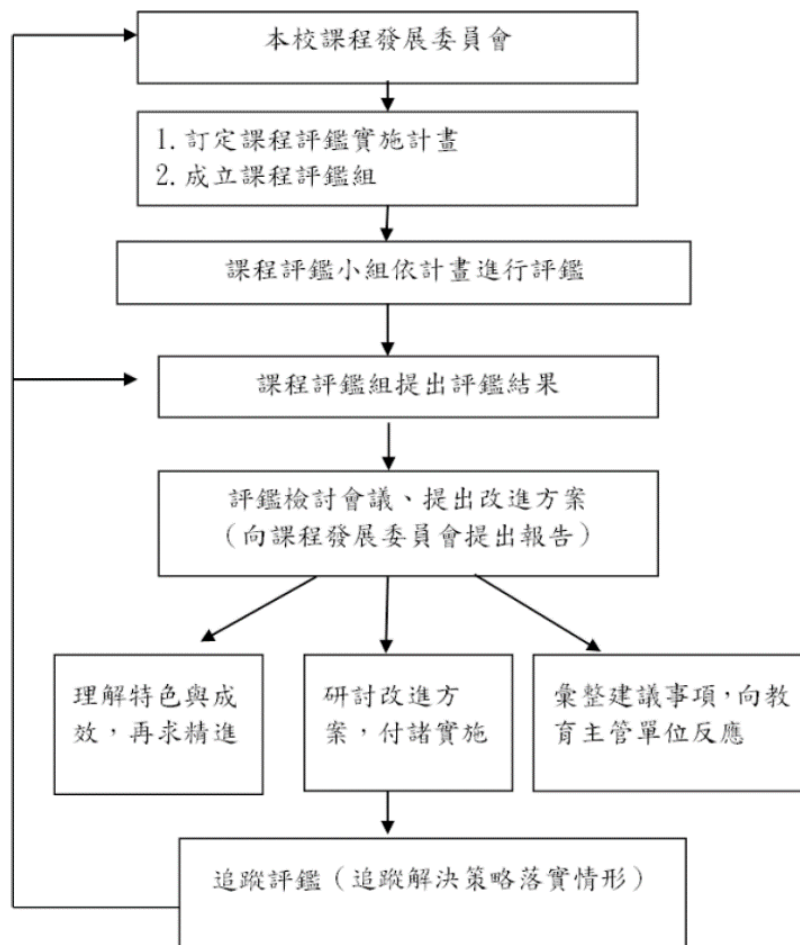 本校課程發展委員會
1. 訂定課程評鑑實施計畫
2. 成立課程評鑑組
課程評鑑小組依計畫進行評鑑
課程評鑑組提出評鑑結果
評鑑檢討會議、提出改進方案
（向課程發展委員會提出報告）
理解特色與成
效，再求精進
研討改進方
案，付諸實施
彙整建議事項，向教
育主管單位反應
追蹤評鑑（追蹤解決策略落實情形）